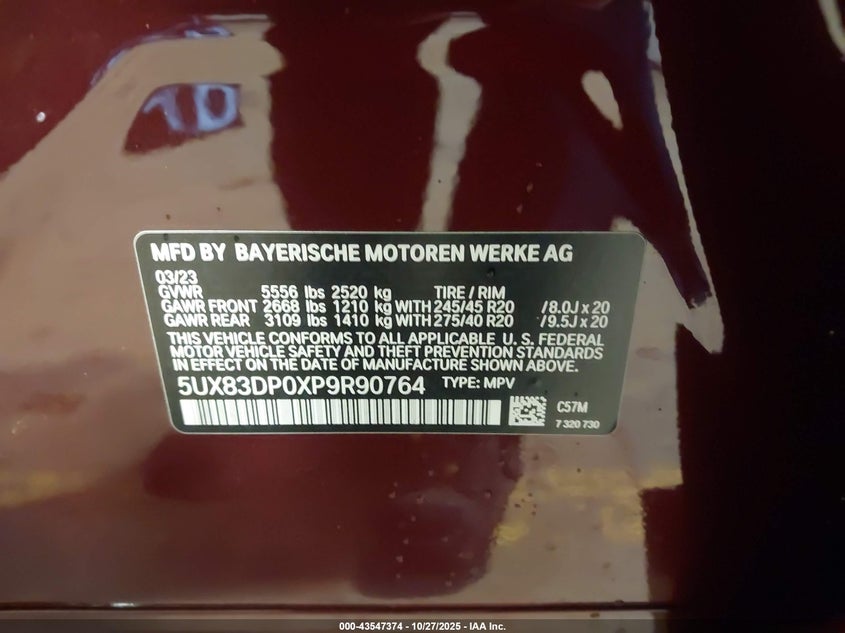 MFD BY BAYERISCHE MOTOREN WERKE AG
03/23
GVWR 5556 lbs 2520 kg TIRE / RIM
GAWR FRONT 2668 lbs 1210 kg WITH 245/45 R20 /8.0J x 20
GAWR REAR 3109 lbs 1410 kg WITH 275/40 R20 /9.5J x 20
THIS VEHICLE CONFORMS TO ALL APPLICABLE U. S. FEDERAL
MOTOR VEHICLE SAFETY AND THEFT PREVENTION STANDARDS
IN EFFECT ON THE DATE OF MANUFACTURE SHOWN ABOVE.
5UX83DP0XP9R90764 TYPE: MPV
C57M
7 320 730
000-43547374 - 10/27/2025 - IAA Inc.